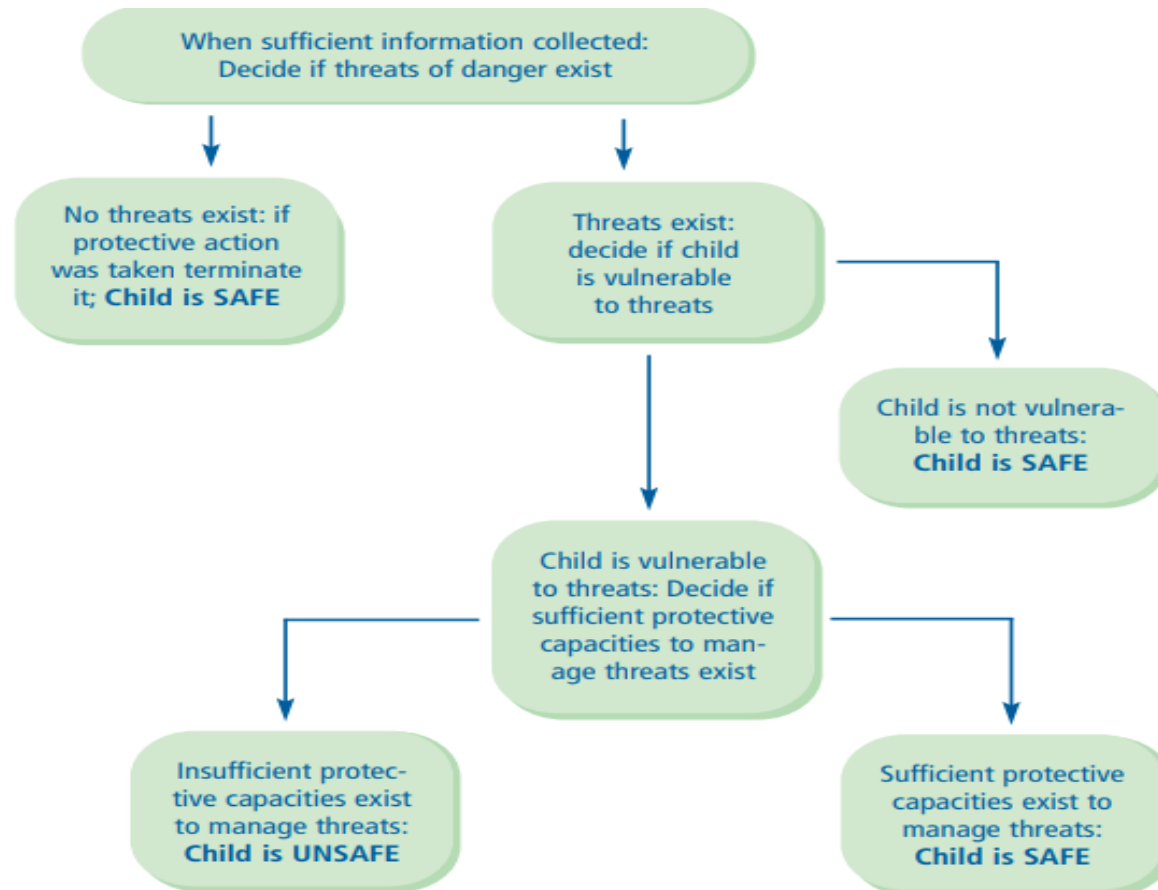 When sufficient information collected:
Decide if threats of danger exist
No threats exist: if
protective action
was taken terminate
it; Child is SAFE
Threats exist:
decide if child
is vulnerable
to threats
Child is not vulnera-
ble to threats:
Child is SAFE
Child is vulnerable
to threats: Decide if
sufficient protective
capacities to man-
age threats exist
Insufficient protec-
tive capacities exist
to manage threats:
Child is UNSAFE
Sufficient protective
capacities exist to
manage threats:
Child is SAFE